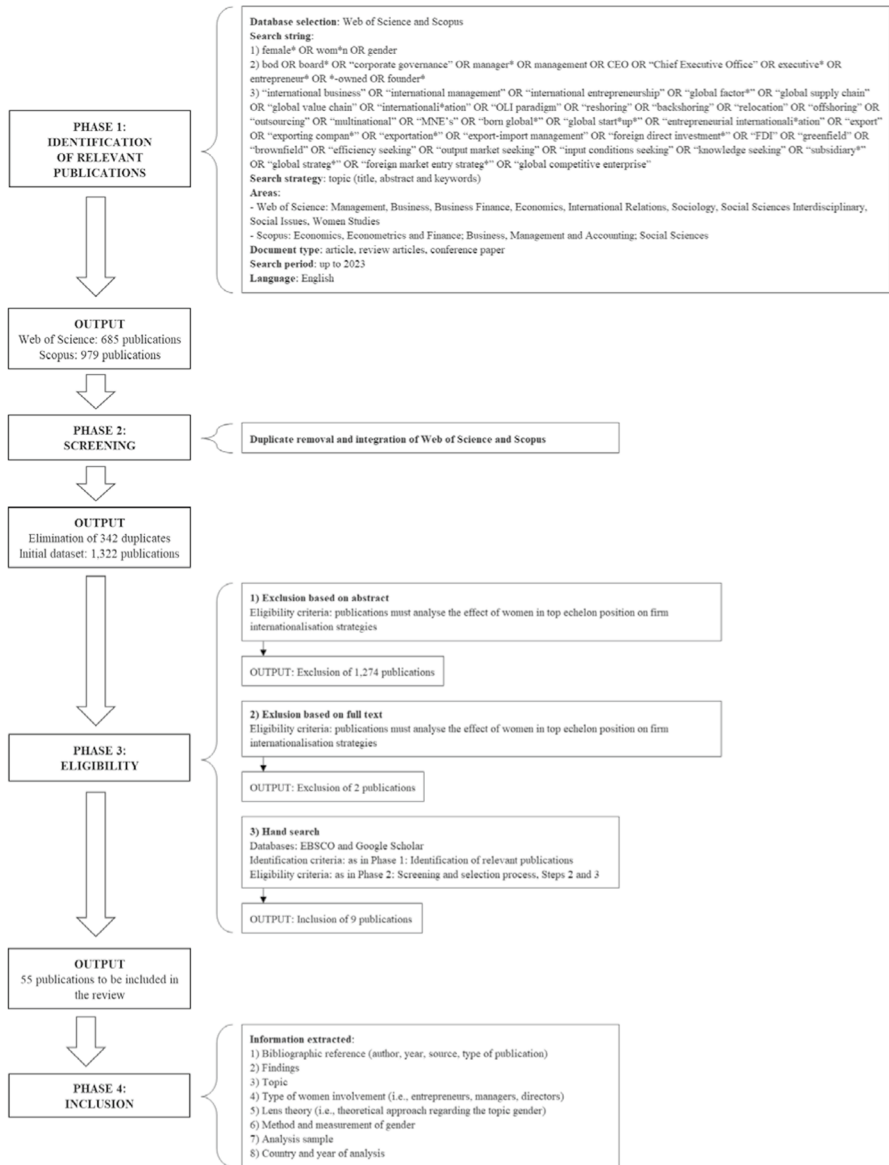 Database selection: Web of Science and Scopus
Search string:
1) female* OR wom*n OR gender
2) bod OR board* OR “corporate governance” OR manager* OR management OR CEO OR “Chief Executive Office” OR executive* OR
entrepreneur* OR *-owned OR founder*
3) “international business” OR “international management” OR “international entrepreneurship” OR “global factor*” OR “global supply chain”
OR “global value chain” OR “internationali*ation” OR “OLI paradigm” OR “reshoring” OR “backshoring” OR “relocation” OR “offshoring” OR
“outsourcing” OR “multinational” OR “MNE’s” OR “born global*” OR “global start*up*” OR “entrepreneurial internationali*ation” OR “export”
OR “exporting compan*” OR “exportation*” OR “export-import management” OR “foreign direct investment*” OR “FDI” OR “greenfield” OR
“brownfield” OR “efficiency seeking” OR “output market seeking” OR “input conditions seeking” OR “knowledge seeking” OR “subsidiary*”
OR “global strateg*” OR “foreign market entry strateg*” OR “global competitive enterprise”
Search strategy: topic (title, abstract and keywords)
Areas:
- Web of Science: Management, Business, Business Finance, Economics, International Relations, Sociology, Social Sciences Interdisciplinary,
Social Issues, Women Studies
- Scopus: Economics, Econometrics and Finance; Business, Management and Accounting; Social Sciences
Document type: article, review articles, conference paper
Search period: up to 2023
Language: English
PHASE 1:
IDENTIFICATION
OF RELEVANT
PUBLICATIONS
OUTPUT
Web of Science: 685 publications
Scopus: 979 publications
PHASE 2:
SCREENING
Duplicate removal and integration of Web of Science and Scopus
OUTPUT
Elimination of 342 duplicates
Initial dataset: 1,322 publications
1) Exclusion based on abstract
Eligibility criteria: publications must analyse the effect of women in top echelon position on firm
internationalisation strategies
OUTPUT: Exclusion of 1,274 publications
2) Exlusion based on full text
Eligibility criteria: publications must analyse the effect of women in top echelon position on firm
internationalisation strategies
PHASE 3:
ELIGIBILITY
OUTPUT: Exclusion of 2 publications
3) Hand search
Databases: EBSCO and Google Scholar
Identification criteria: as in Phase 1: Identification of relevant publications
Eligibility criteria: as in Phase 2: Screening and selection process, Steps 2 and 3
OUTPUT: Inclusion of 9 publications
OUTPUT
55 publications to be included in
the review
PHASE 4:
INCLUSION
Information extracted:
1) Bibliographic reference (author, year, source, type of publication)
2) Findings
3) Topic
4) Type of women involvement (i.e., entrepreneurs, managers, directors)
5) Lens theory (i.e., theoretical approach regarding the topic gender)
6) Method and measurement of gender
7) Analysis sample
8) Country and year of analysis